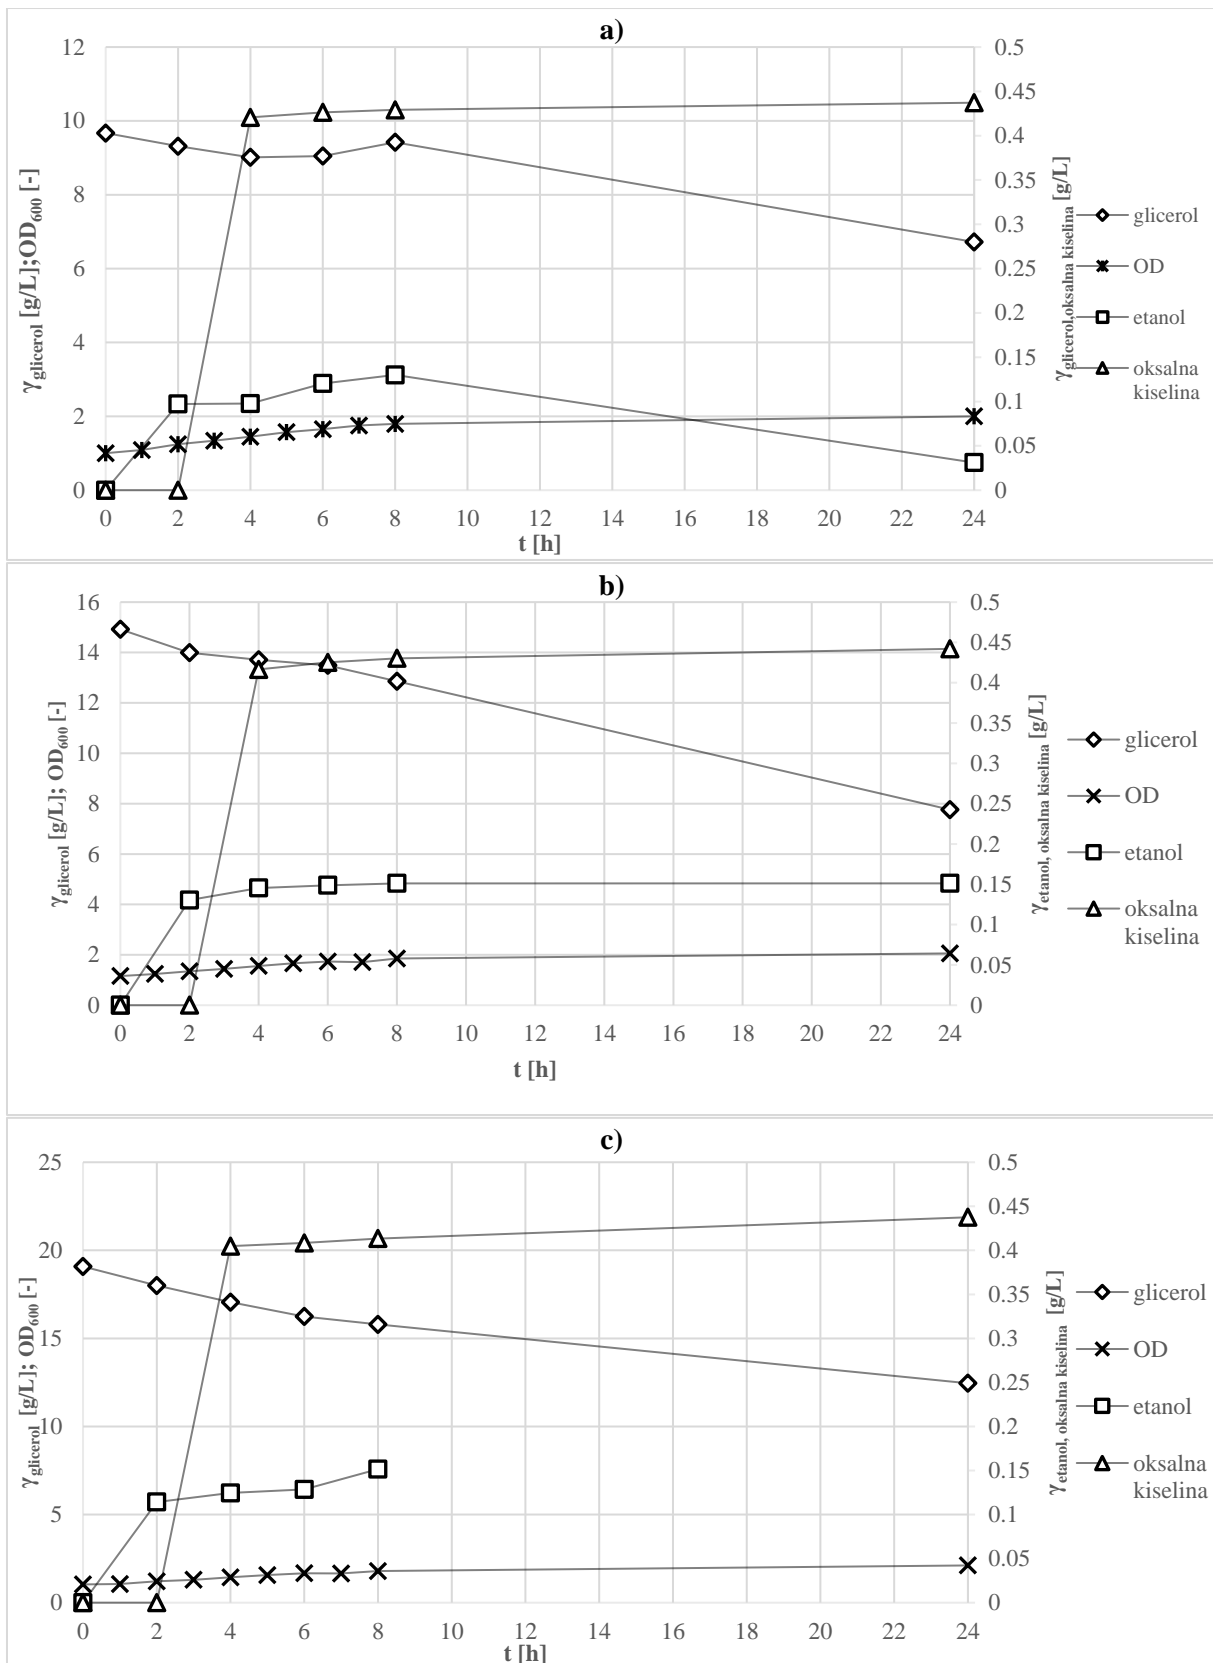 a)
12
10
8
6
4
2
0
0.5
0.45
0.4
0.35
0.3
0.25
0.2
0.15
0.1
0.05
0
0 2 4 6 8 10 12 14 16 18 20 22 24
t [h]
γglicerol [g/L];OD600 [-]
γglicerol,oksalna kiselina [g/L]
glicerol
OD
etanol
oksalna
kiselina
b)
16
14
12
10
8
6
4
2
0
0.5
0.45
0.4
0.35
0.3
0.25
0.2
0.15
0.1
0.05
0
0 2 4 6 8 10 12 14 16 18 20 22 24
t [h]
γglicerol [g/L]; OD600 [-]
γetanol, oksalna kiselina [g/L]
glicerol
OD
etanol
oksalna
kiselina
c)
25
20
15
10
5
0
0.5
0.45
0.4
0.35
0.3
0.25
0.2
0.15
0.1
0.05
0
0 2 4 6 8 10 12 14 16 18 20 22 24
t [h]
γglicerol [g/L]; OD600 [-]
γetanol, oksalna kiselina [g/L]
glicerol
OD
etanol
oksalna
kiselina